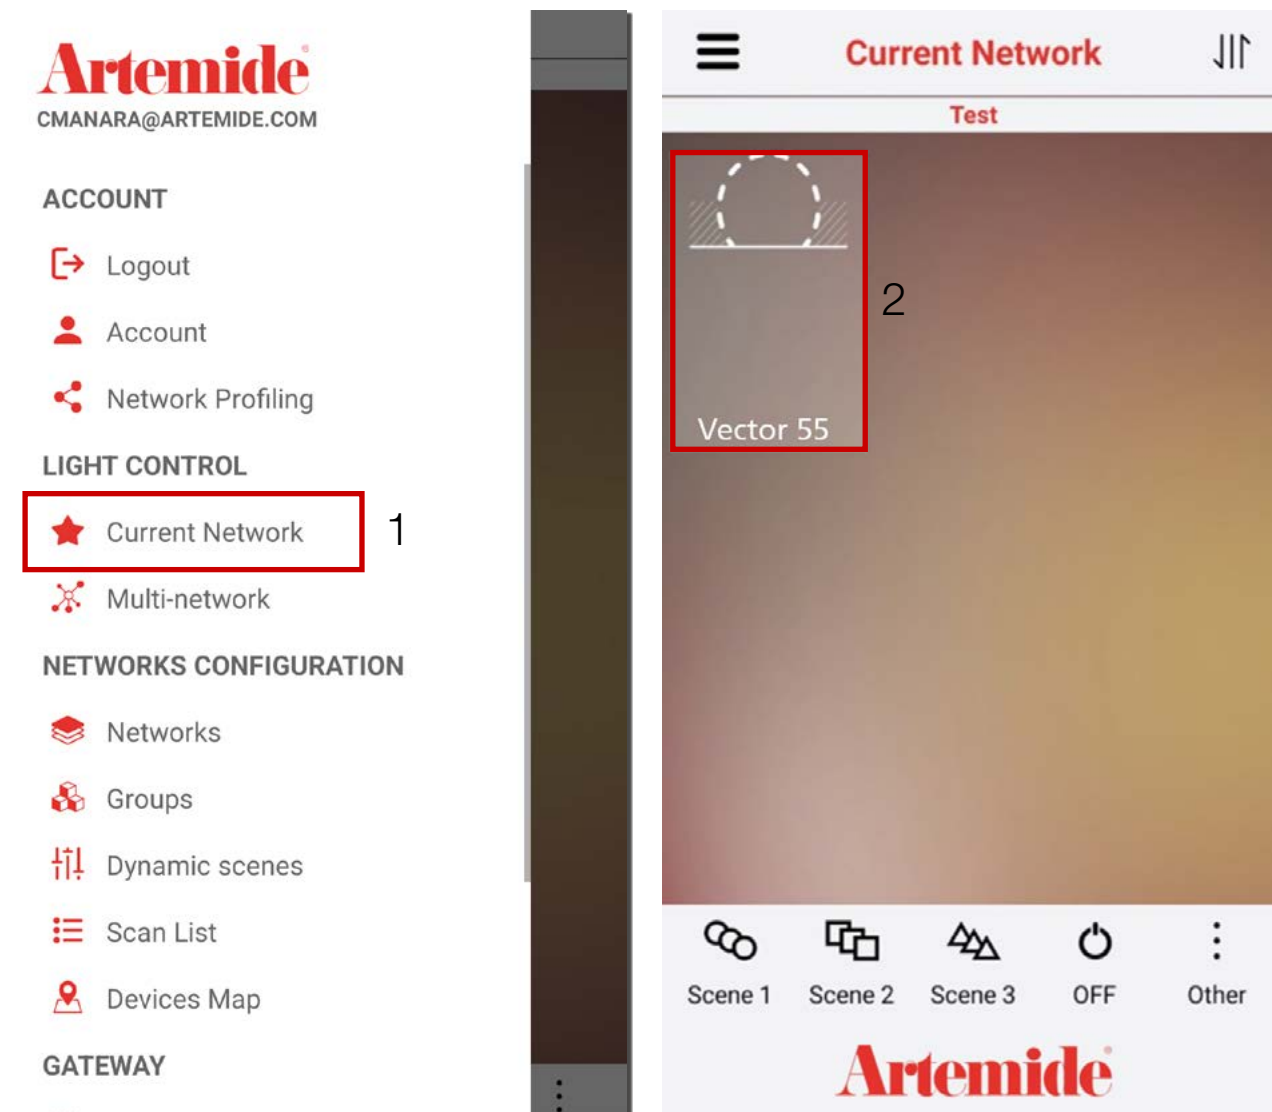 Artemide
CMANARA@ARTEMIDE.COM
ACCOUNT
Logout
Account
Network Profiling
LIGHT CONTROL
Current Network
1
Multi-network
NETWORKS CONFIGURATION
Networks
Groups
Dynamic scenes
Scan List
Devices Map
GATEWAY
Current Network
Test
2
Vector 55
Scene 1
Scene 2
Scene 3
OFF
Other
Artemide